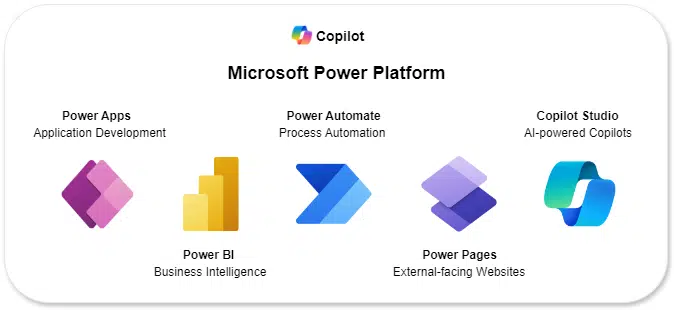 Copilot
Microsoft Power Platform
Power Apps
Application Development
Power Automate
Process Automation
Copilot Studio
AI-powered Copilots
Power BI
Business Intelligence
Power Pages
External-facing Websites